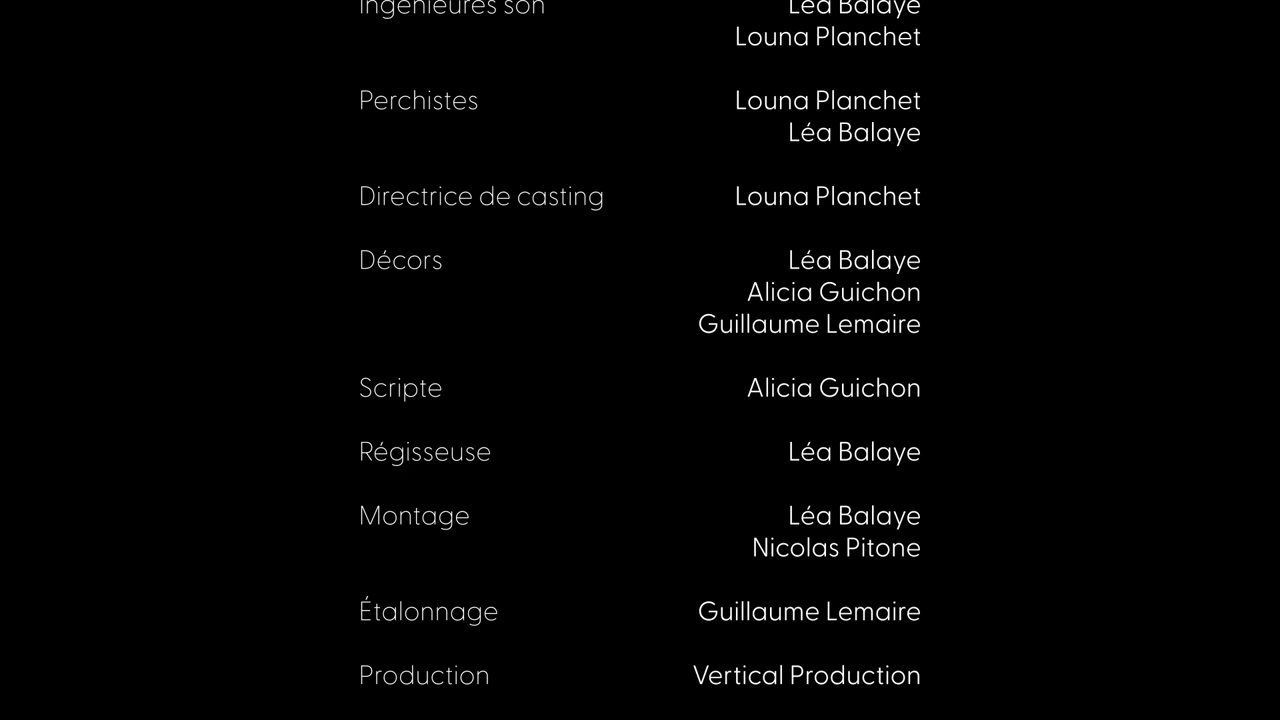 Ingénieures son Léa Balaye
Louna Planchet
Perchistes Louna Planchet
Léa Balaye
Directrice de casting Louna Planchet
Décors Léa Balaye
Alicia Guichon
Guillaume Lemaire
Scripte Alicia Guichon
Régisseuse Léa Balaye
Montage Léa Balaye
Nicolas Pitone
Étalonnage Guillaume Lemaire
Production Vertical Production